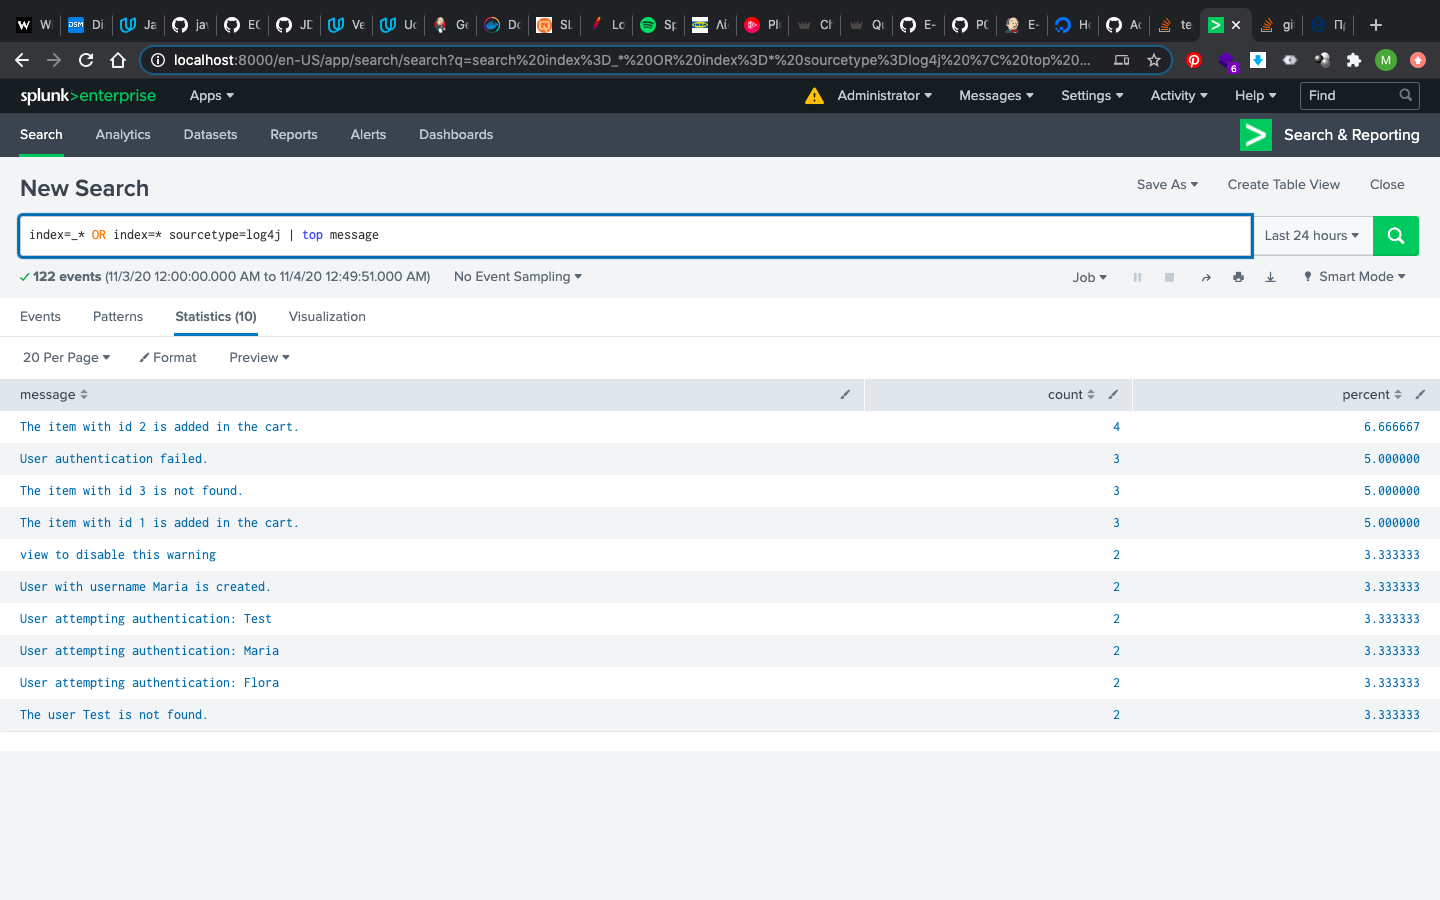 W Di Ja jav EC JD Ve Uc Ge Do SL Lo Sp Λίσ Plu Ch Qu E- PC E- Ho Ac te gi Πρ
localhost:8000/en-US/app/search/search?q=search%20index%3D_*%20OR%20index%3D*%20sourcetype%3Dlog4j%20%7C%20top%20...
6 M
splunk>enterprise Apps Administrator Messages Settings Activity Help Find
Search Analytics Datasets Reports Alerts Dashboards Search & Reporting
New Search Save As Create Table View Close
index=_* OR index=* sourcetype=log4j | top message Last 24 hours
122 events (11/3/20 12:00:00.000 AM to 11/4/20 12:49:51.000 AM) No Event Sampling Job Smart Mode
Events Patterns Statistics (10) Visualization
20 Per Page Format Preview
message count percent
The item with id 2 is added in the cart. 4 6.666667
User authentication failed. 3 5.000000
The item with id 3 is not found. 3 5.000000
The item with id 1 is added in the cart. 3 5.000000
view to disable this warning 2 3.333333
User with username Maria is created. 2 3.333333
User attempting authentication: Test 2 3.333333
User attempting authentication: Maria 2 3.333333
User attempting authentication: Flora 2 3.333333
The user Test is not found. 2 3.333333